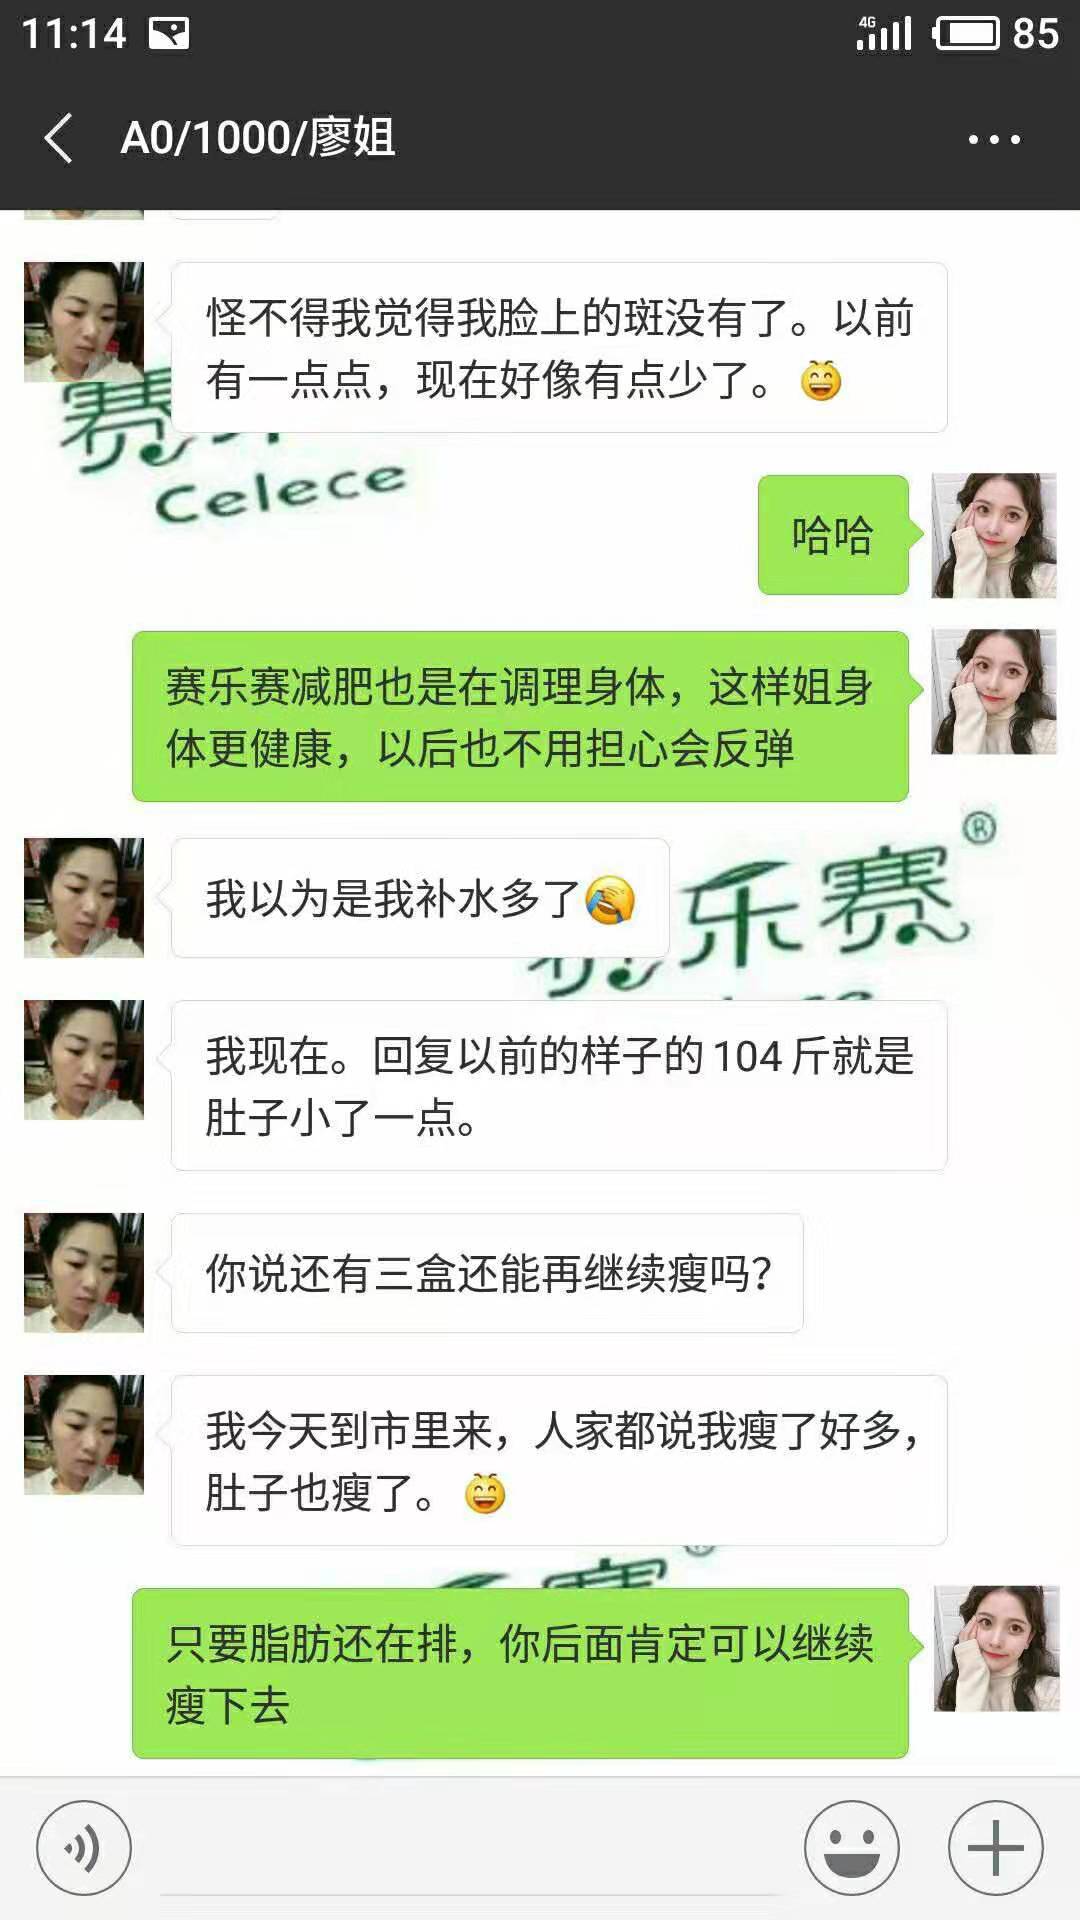 11:14
4G
85
A0/1000/廖姐
怪不得我觉得我脸上的斑没有了。以前
有一点点，现在好像有点少了。
赛
Celece
哈哈
赛乐赛减肥也是在调理身体，这样姐身
体更健康，以后也不用担心会反弹
我以为是我补水多了
乐赛®
我现在。回复以前的样子的104斤就是
肚子小了一点。
你说还有三盒还能再继续瘦吗？
我今天到市里来，人家都说我瘦了好多，
肚子也瘦了。
只要脂肪还在排，你后面肯定可以继续
瘦下去